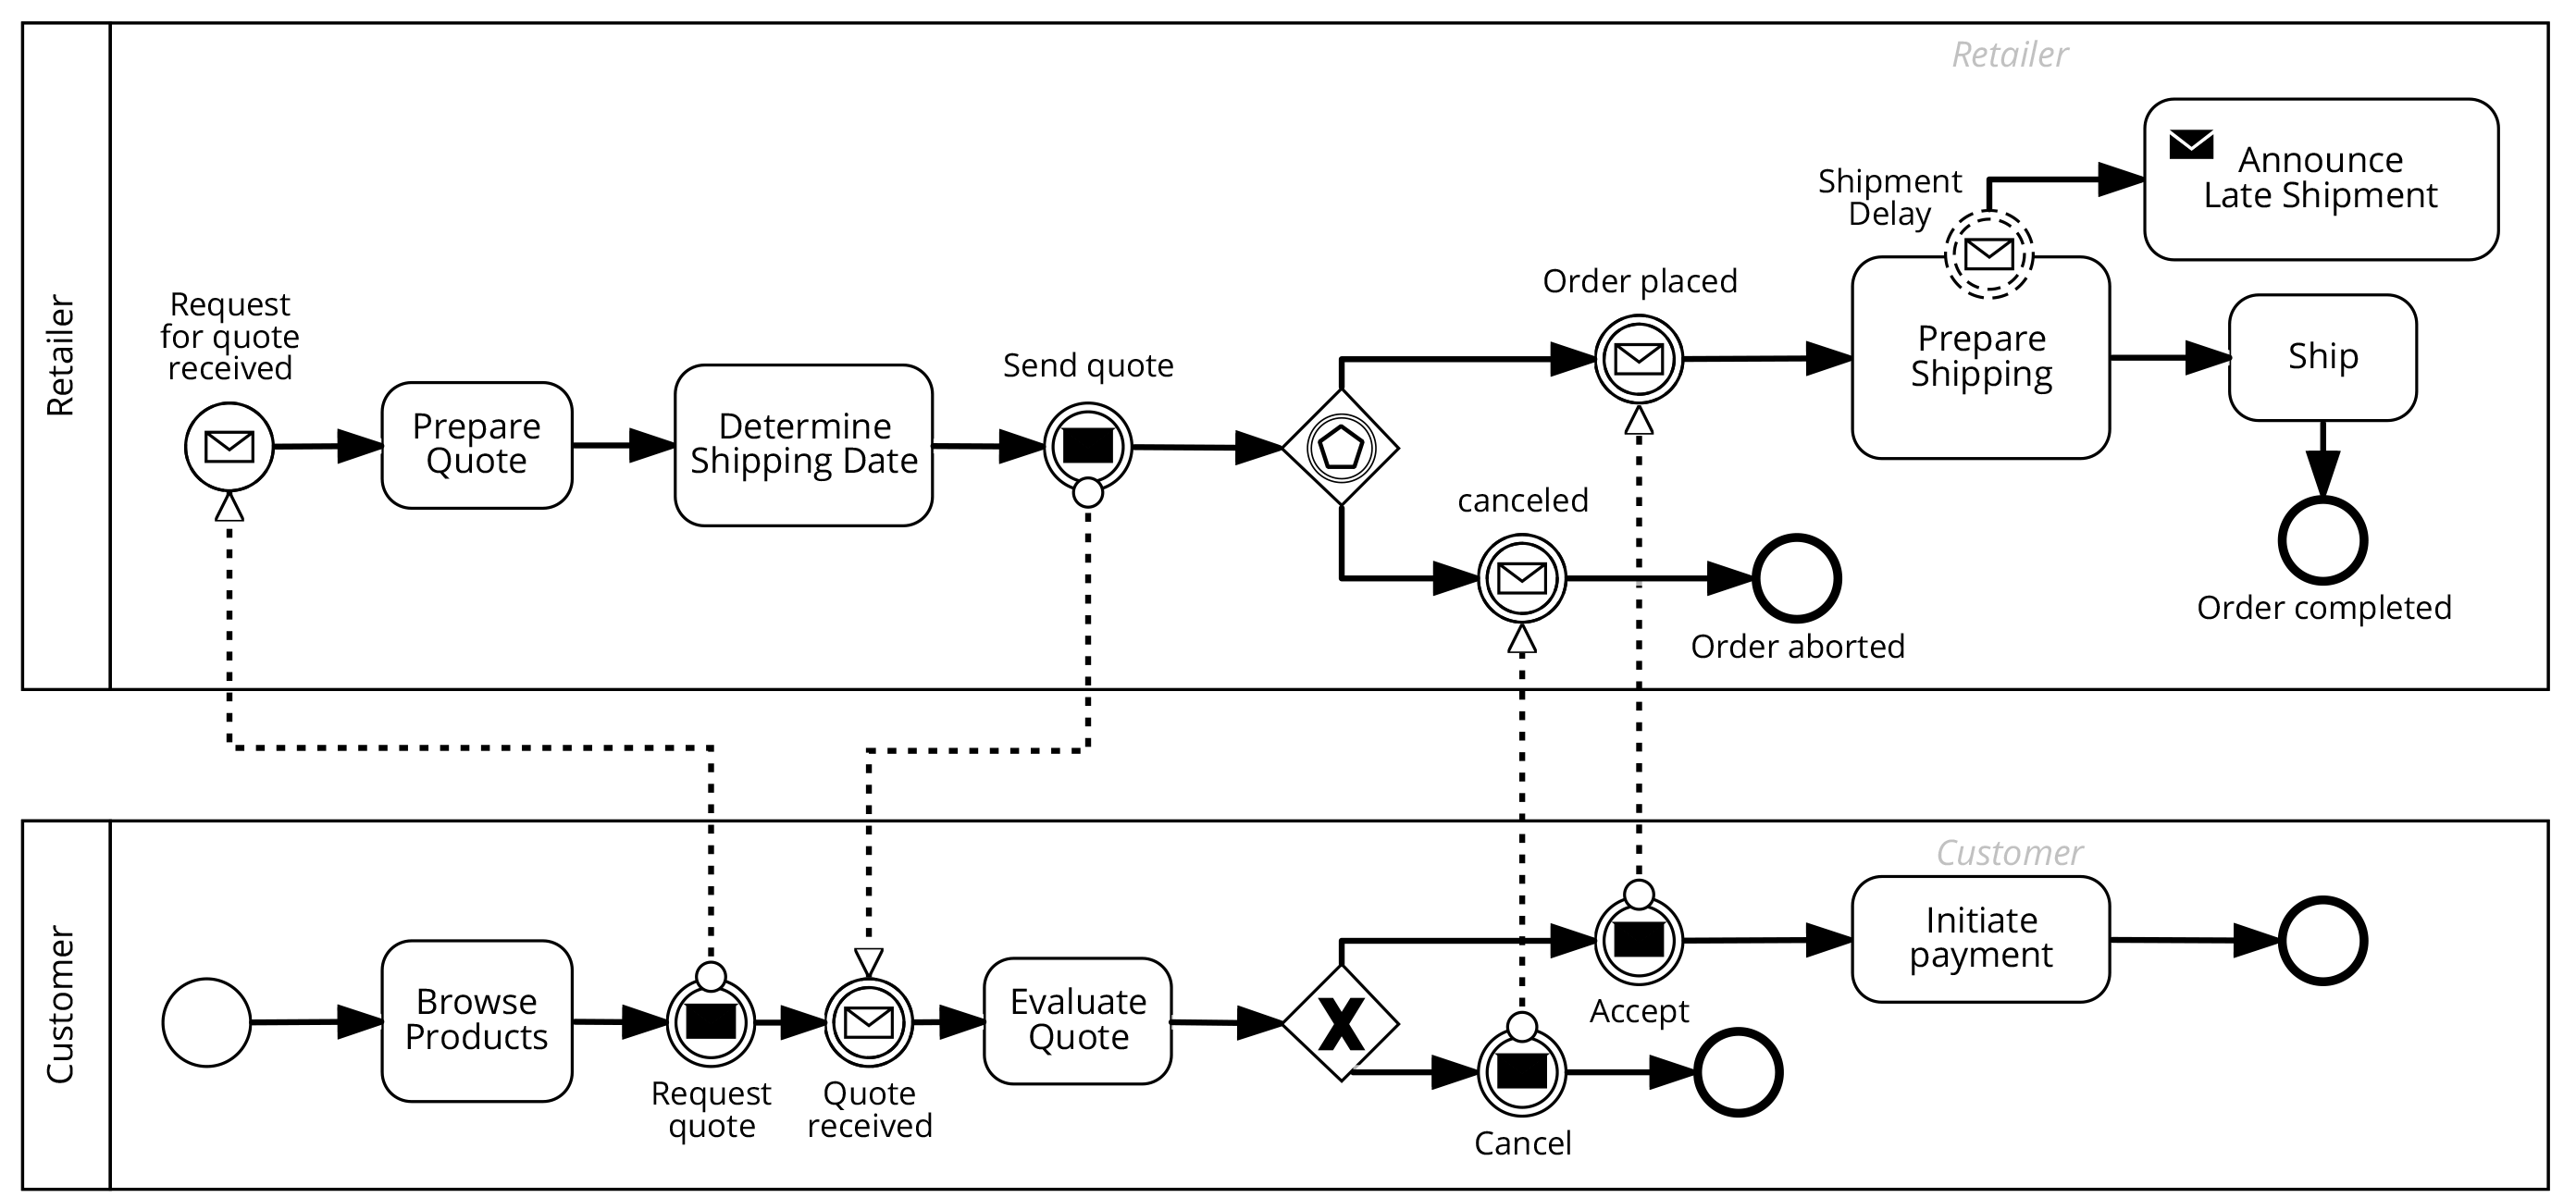 Retailer
Retailer
Announce
Late Shipment
Shipment
Delay
Order placed
Request
for quote
received
Send quote
Prepare
Shipping
Ship
Prepare
Quote
Determine
Shipping Date
canceled
Order aborted
Order completed
Customer
Customer
Initiate
payment
Browse
Products
Evaluate
Quote
Accept
Request
quote
Quote
received
Cancel